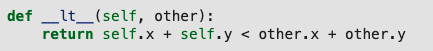 def __lt__(self, other):
    return self.x + self.y < other.x + other.y